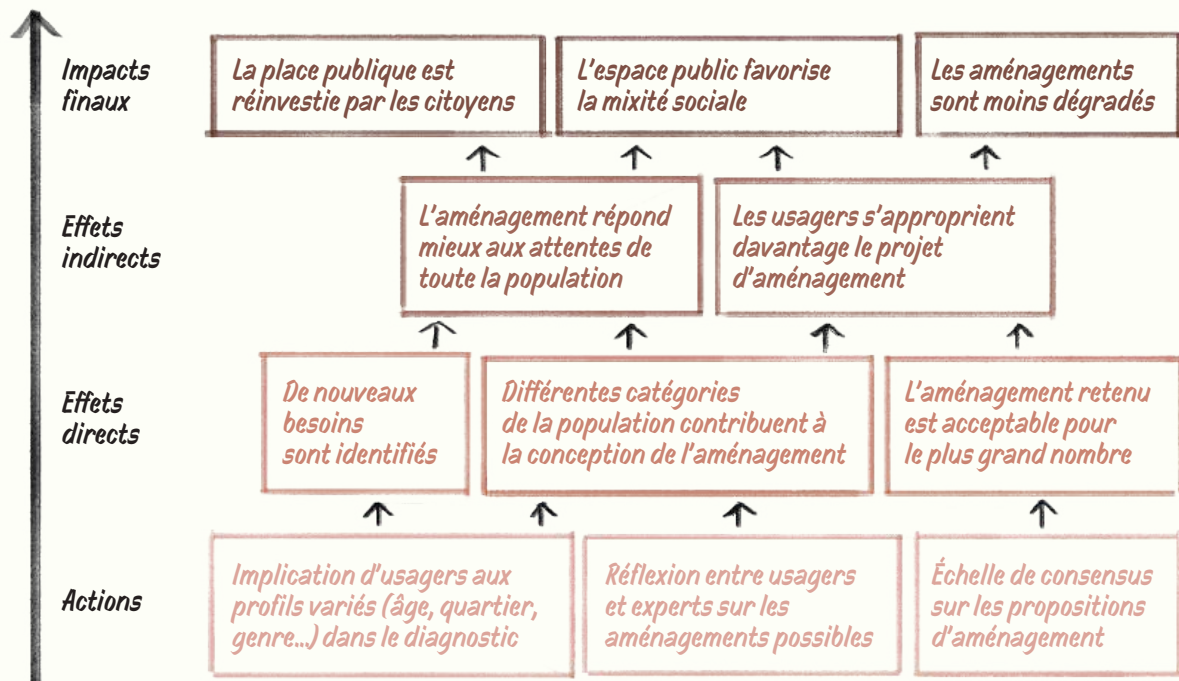 Impacts
finaux
La place publique est
réinvestie par les citoyens
L'espace public favorise
la mixité sociale
Les aménagements
sont moins dégradés
Effets
indirects
L'aménagement répond
mieux aux attentes de
toute la population
Les usagers s'approprient
davantage le projet
d'aménagement
Effets
directs
De nouveaux
besoins
sont identifiés
Différentes catégories
de la population contribuent à
la conception de l'aménagement
L'aménagement retenu
est acceptable pour
le plus grand nombre
Actions
Implication d'usagers aux
profils variés (âge, quartier,
genre...) dans le diagnostic
Réflexion entre usagers
et experts sur les
aménagements possibles
Échelle de consensus
sur les propositions
d'aménagement